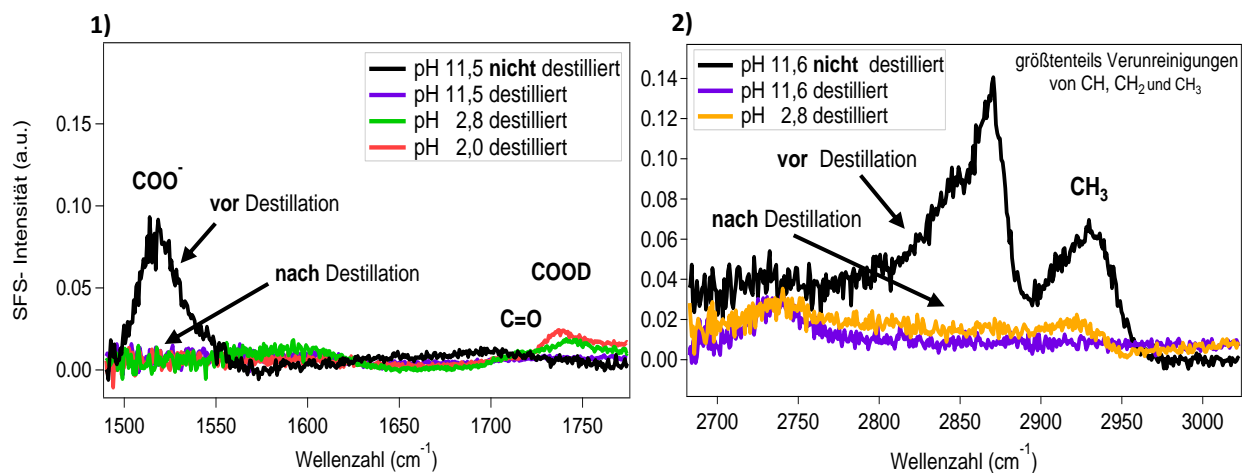 1)
pH 11,5 nicht destilliert
pH 11,5 destilliert
pH 2,8 destilliert
pH 2,0 destilliert
COO-
vor Destillation
nach Destillation
COOD
C=O
0.15
0.10
0.05
0.00
SFS- Intensität (a.u.)
1500 1550 1600 1650 1700 1750
Wellenzahl (cm-1)
2)
pH 11,6 nicht destilliert
pH 11,6 destilliert
pH 2,8 destilliert
größtenteils Verunreinigungen
von CH, CH2 und CH3
vor Destillation
nach Destillation
CH3
0.14
0.12
0.10
0.08
0.06
0.04
0.02
0.00
2700 2750 2800 2850 2900 2950 3000
Wellenzahl (cm-1)